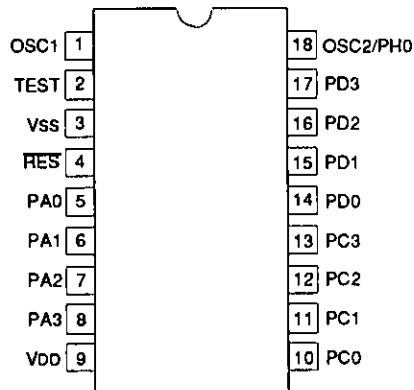 OSC1 1 18 OSC2/PH0
TEST 2 17 PD3
VSS 3 16 PD2
RES 4 15 PD1
PA0 5 14 PD0
PA1 6 13 PC3
PA2 7 12 PC2
PA3 8 11 PC1
VDD 9 10 PC0